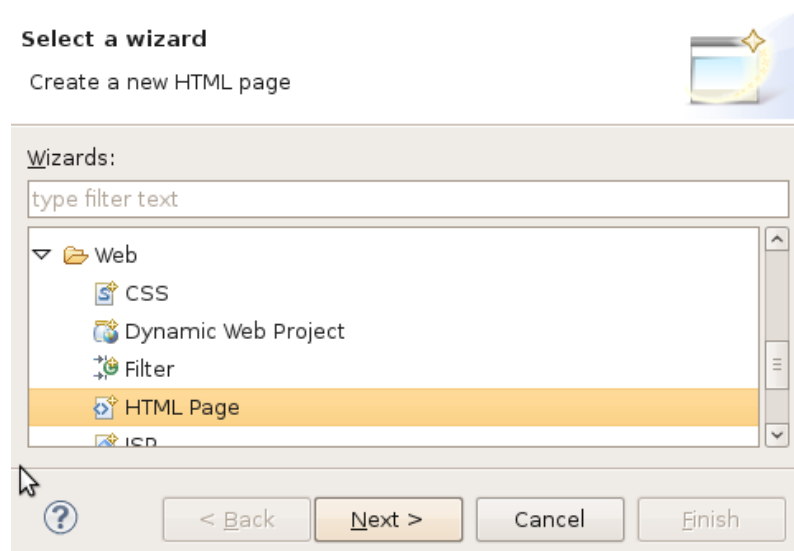 Select a wizard
Create a new HTML page
Wizards:
type filter text
Web
CSS
Dynamic Web Project
Filter
HTML Page
JSP
< Back Next > Cancel Finish